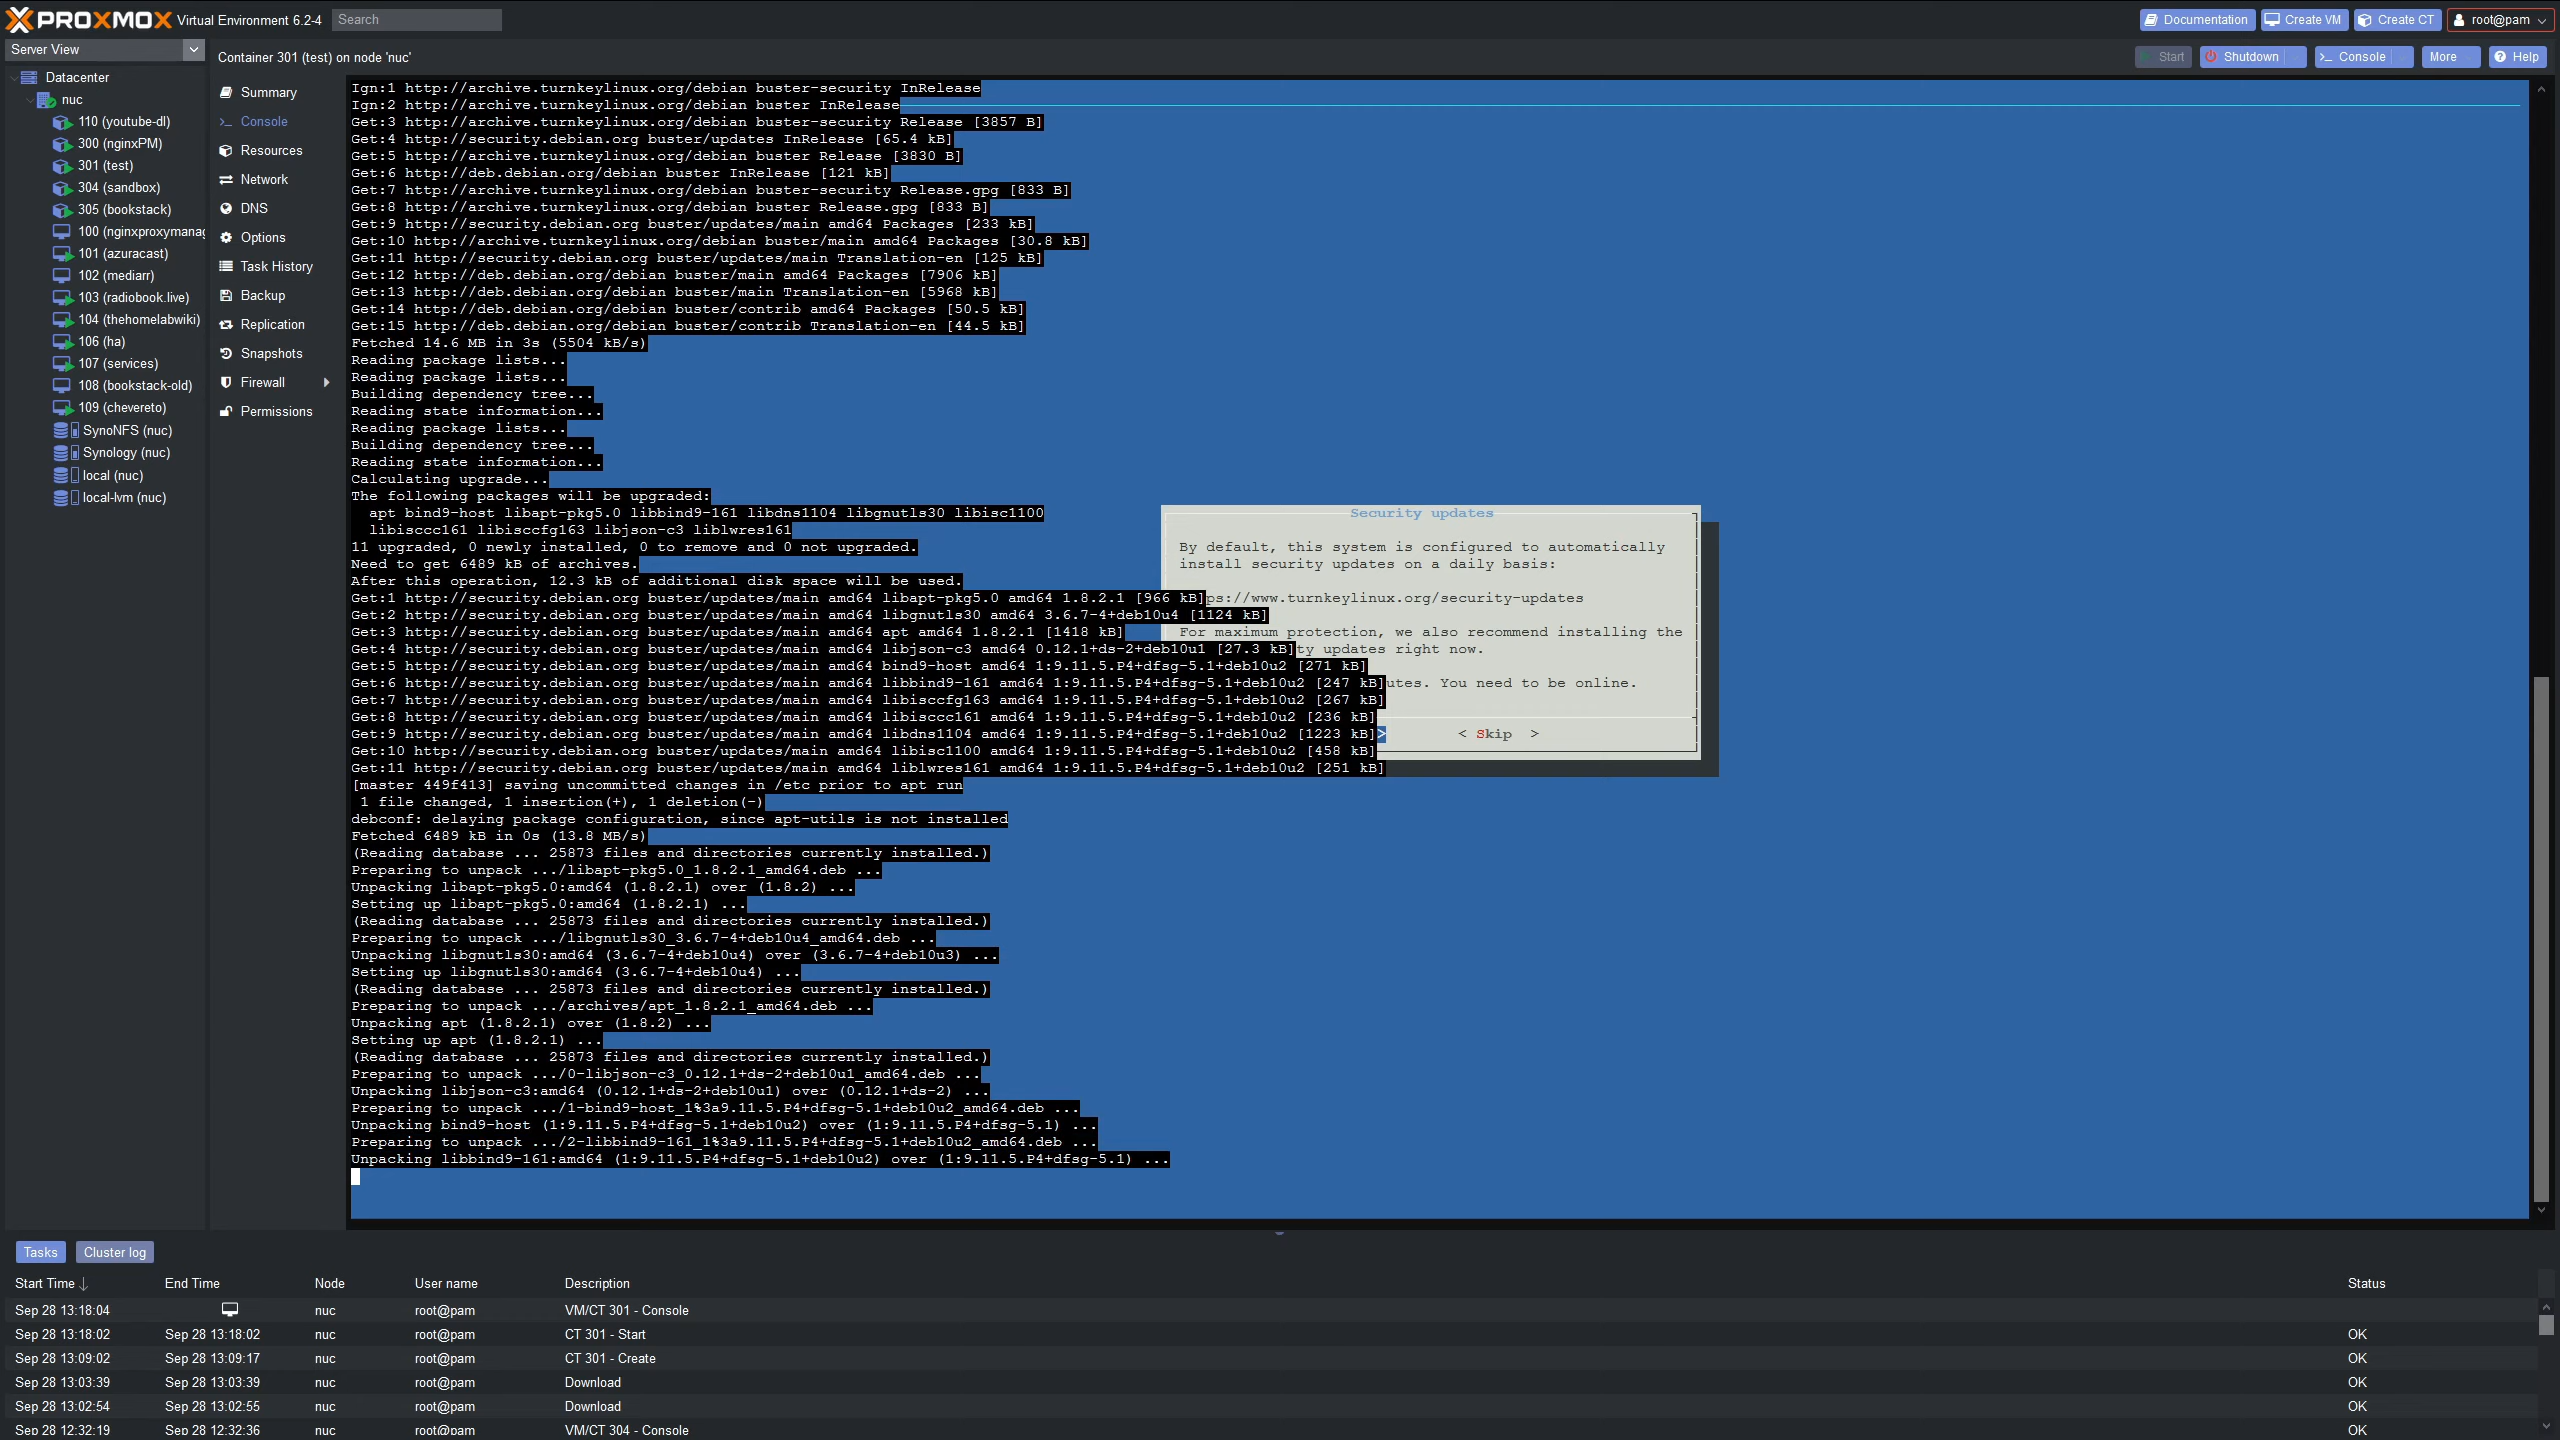 PROXMOX Virtual Environment 6.2-4
Search
Documentation
Create VM
Create CT
root@pam
Server View
Datacenter
nuc
110 (youtube-dl)
300 (nginxPM)
301 (test)
304 (sandbox)
305 (bookstack)
100 (nginxproxymanag
101 (azuracast)
102 (mediarr)
103 (radiobook.live)
104 (thehomelabwiki)
106 (ha)
107 (services)
108 (bookstack-old)
109 (chevereto)
SynoNFS (nuc)
Synology (nuc)
local (nuc)
local-lvm (nuc)
Container 301 (test) on node 'nuc'
Start
Shutdown
Console
More
Help
Summary
Console
Resources
Network
DNS
Options
Task History
Backup
Replication
Snapshots
Firewall
Permissions
Ign:1 http://archive.turnkeylinux.org/debian buster-security InRelease
Ign:2 http://archive.turnkeylinux.org/debian buster InRelease
Get:3 http://archive.turnkeylinux.org/debian buster-security Release [3857 B]
Get:4 http://security.debian.org buster/updates InRelease [65.4 kB]
Get:5 http://archive.turnkeylinux.org/debian buster Release [3830 B]
Get:6 http://deb.debian.org/debian buster InRelease [121 kB]
Get:7 http://archive.turnkeylinux.org/debian buster-security Release.gpg [833 B]
Get:8 http://archive.turnkeylinux.org/debian buster Release.gpg [833 B]
Get:9 http://security.debian.org buster/updates/main amd64 Packages [233 kB]
Get:10 http://archive.turnkeylinux.org/debian buster/main amd64 Packages [30.8 kB]
Get:11 http://security.debian.org buster/updates/main Translation-en [125 kB]
Get:12 http://deb.debian.org/debian buster/main amd64 Packages [7906 kB]
Get:13 http://deb.debian.org/debian buster/main Translation-en [5968 kB]
Get:14 http://deb.debian.org/debian buster/contrib amd64 Packages [50.5 kB]
Get:15 http://deb.debian.org/debian buster/contrib Translation-en [44.5 kB]
Fetched 14.6 MB in 3s (5504 kB/s)
Reading package lists...
Reading package lists...
Building dependency tree...
Reading state information...
Reading package lists...
Building dependency tree...
Reading state information...
Calculating upgrade...
The following packages will be upgraded:
apt bind9-host libapt-pkg5.0 libbind9-161 libdns1104 libgnutls30 libisc1100
libisccc161 libisccfg163 libjson-c3 liblwres161
11 upgraded, 0 newly installed, 0 to remove and 0 not upgraded.
Need to get 6489 kB of archives.
After this operation, 12.3 kB of additional disk space will be used.
Get:1 http://security.debian.org buster/updates/main amd64 libapt-pkg5.0 amd64 1.8.2.1 [966 kB]
Get:2 http://security.debian.org buster/updates/main amd64 libgnutls30 amd64 3.6.7-4+deb10u4 [1124 kB]
Get:3 http://security.debian.org buster/updates/main amd64 apt amd64 1.8.2.1 [1418 kB]
Get:4 http://security.debian.org buster/updates/main amd64 libjson-c3 amd64 0.12.1+ds-2+deb10u1 [27.3 kB]
Get:5 http://security.debian.org buster/updates/main amd64 bind9-host amd64 1:9.11.5.P4+dfsg-5.1+deb10u2 [271 kB]
Get:6 http://security.debian.org buster/updates/main amd64 libbind9-161 amd64 1:9.11.5.P4+dfsg-5.1+deb10u2 [247 kB]
Get:7 http://security.debian.org buster/updates/main amd64 libisccfg163 amd64 1:9.11.5.P4+dfsg-5.1+deb10u2 [267 kB]
Get:8 http://security.debian.org buster/updates/main amd64 libisccc161 amd64 1:9.11.5.P4+dfsg-5.1+deb10u2 [236 kB]
Get:9 http://security.debian.org buster/updates/main amd64 libdns1104 amd64 1:9.11.5.P4+dfsg-5.1+deb10u2 [1223 kB]
Get:10 http://security.debian.org buster/updates/main amd64 libisc1100 amd64 1:9.11.5.P4+dfsg-5.1+deb10u2 [458 kB]
Get:11 http://security.debian.org buster/updates/main amd64 liblwres161 amd64 1:9.11.5.P4+dfsg-5.1+deb10u2 [251 kB]
[master 449f413] saving uncommitted changes in /etc prior to apt run
1 file changed, 1 insertion(+), 1 deletion(-)
debconf: delaying package configuration, since apt-utils is not installed
Fetched 6489 kB in 0s (13.8 MB/s)
(Reading database ... 25873 files and directories currently installed.)
Preparing to unpack .../libapt-pkg5.0_1.8.2.1_amd64.deb ...
Unpacking libapt-pkg5.0:amd64 (1.8.2.1) over (1.8.2) ...
Setting up libapt-pkg5.0:amd64 (1.8.2.1) ...
(Reading database ... 25873 files and directories currently installed.)
Preparing to unpack .../libgnutls30_3.6.7-4+deb10u4_amd64.deb ...
Unpacking libgnutls30:amd64 (3.6.7-4+deb10u4) over (3.6.7-4+deb10u3) ...
Setting up libgnutls30:amd64 (3.6.7-4+deb10u4) ...
(Reading database ... 25873 files and directories currently installed.)
Preparing to unpack .../archives/apt_1.8.2.1_amd64.deb ...
Unpacking apt (1.8.2.1) over (1.8.2) ...
Setting up apt (1.8.2.1) ...
(Reading database ... 25873 files and directories currently installed.)
Preparing to unpack .../0-libjson-c3_0.12.1+ds-2+deb10u1_amd64.deb ...
Unpacking libjson-c3:amd64 (0.12.1+ds-2+deb10u1) over (0.12.1+ds-2) ...
Preparing to unpack .../1-bind9-host_1%3a9.11.5.P4+dfsg-5.1+deb10u2_amd64.deb ...
Unpacking bind9-host (1:9.11.5.P4+dfsg-5.1+deb10u2) over (1:9.11.5.P4+dfsg-5.1) ...
Preparing to unpack .../2-libbind9-161_1%3a9.11.5.P4+dfsg-5.1+deb10u2_amd64.deb ...
Unpacking libbind9-161:amd64 (1:9.11.5.P4+dfsg-5.1+deb10u2) over (1:9.11.5.P4+dfsg-5.1) ...
Security updates
By default, this system is configured to automatically
install security updates on a daily basis:
ps://www.turnkeylinux.org/security-updates
For maximum protection, we also recommend installing the
ty updates right now.
utes. You need to be online.
> < Skip >
Tasks
Cluster log
Start Time End Time Node User name Description Status
Sep 28 13:18:04 nuc root@pam VM/CT 301 - Console
Sep 28 13:18:02 Sep 28 13:18:02 nuc root@pam CT 301 - Start OK
Sep 28 13:09:02 Sep 28 13:09:17 nuc root@pam CT 301 - Create OK
Sep 28 13:03:39 Sep 28 13:03:39 nuc root@pam Download OK
Sep 28 13:02:54 Sep 28 13:02:55 nuc root@pam Download OK
Sep 28 12:32:19 Sep 28 12:32:36 nuc root@pam VM/CT 304 - Console OK